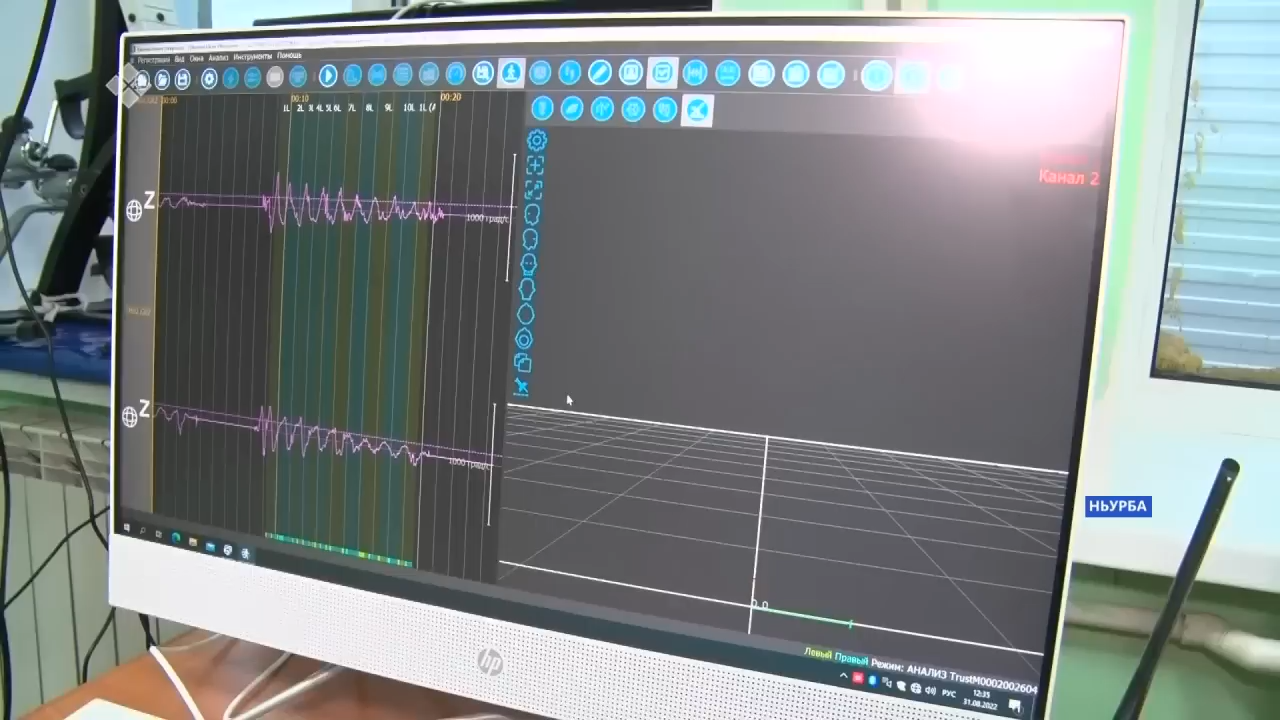 Регистрация Вид Окна Анализ Инструменты Помощь
00:00
00:10
00:20
1L 2L 3L 4L 5L 6L 7L 8L 9L 10L
Z
1000 град/с
Z
1000 град/с
Канал 2
НЬУРБА
0.0
Левый Правый Режим: АНАЛИЗ TrustM0002002604
РУС
12:35
31.08.2022
hp